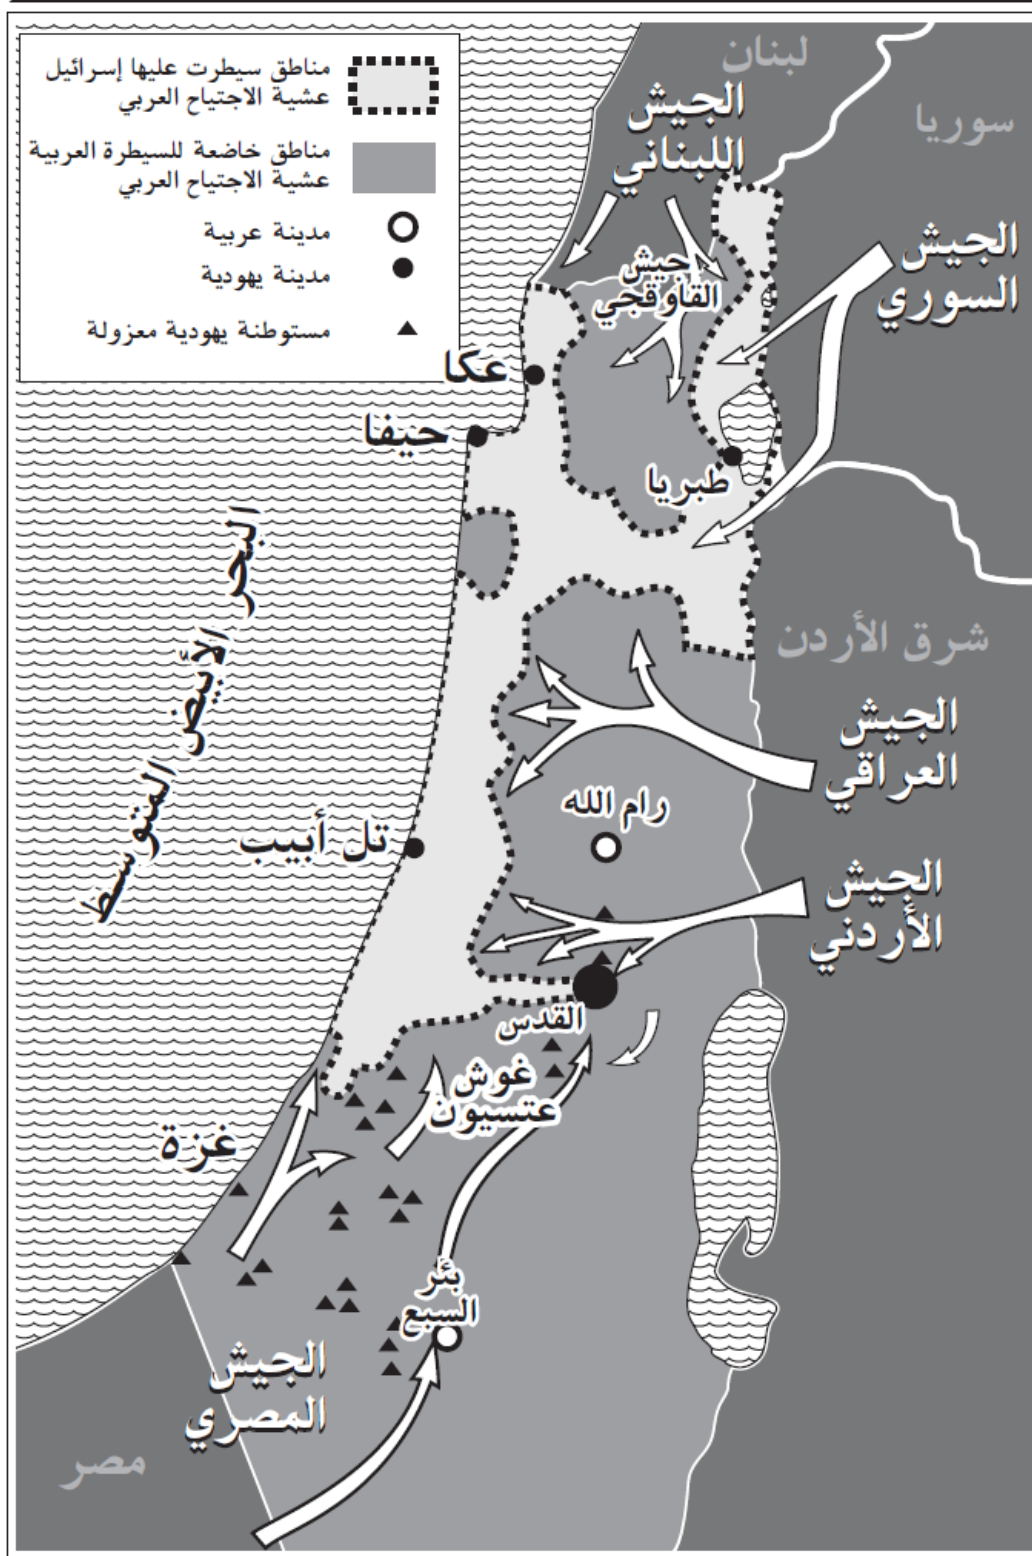 مناطق سيطرت عليها إسرائيل
عشية الاجتياح العربي
مناطق خاضعة للسيطرة العربية
عشية الاجتياح العربي
مدينة عربية
مدينة يهودية
مستوطنة يهودية معزولة
لبنان
سوريا
الجيش
اللبناني
الجيش
السوري
جيش
القاوقجي
عكا
حيفا
طبريا
البحر الأبيض المتوسط
شرق الأردن
الجيش
العراقي
رام الله
تل أبيب
الجيش
الأردني
القدس
غوش
عتسيون
غزة
بئر
السبع
الجيش
المصري
مصر